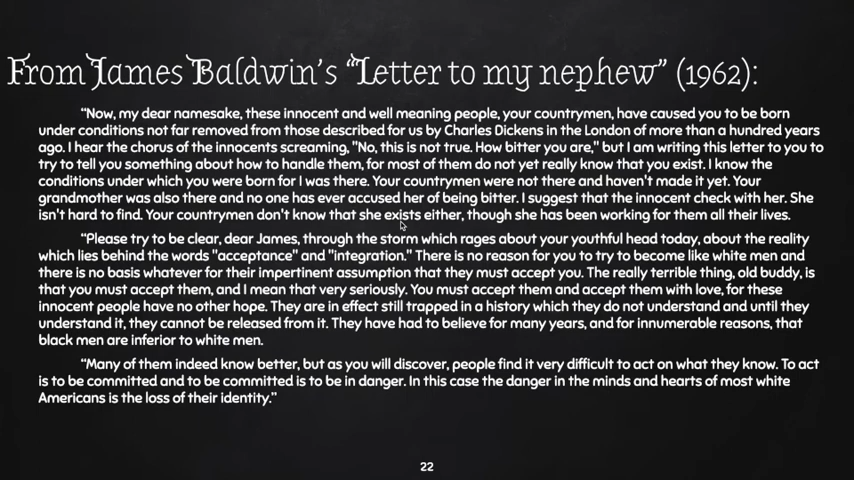 From James Baldwin's “Letter to my nephew” (1962):
“Now, my dear namesake, these innocent and well meaning people, your countrymen, have caused you to be born
under conditions not far removed from those described for us by Charles Dickens in the London of more than a hundred years
ago. I hear the chorus of the innocents screaming, "No, this is not true. How bitter you are," but I am writing this letter to you to
try to tell you something about how to handle them, for most of them do not yet really know that you exist. I know the
conditions under which you were born for I was there. Your countrymen were not there and haven't made it yet. Your
grandmother was also there and no one has ever accused her of being bitter. I suggest that the innocent check with her. She
isn't hard to find. Your countrymen don't know that she exists either, though she has been working for them all their lives.
“Please try to be clear, dear James, through the storm which rages about your youthful head today, about the reality
which lies behind the words "acceptance" and "integration." There is no reason for you to try to become like white men and
there is no basis whatever for their impertinent assumption that they must accept you. The really terrible thing, old buddy, is
that you must accept them, and I mean that very seriously. You must accept them and accept them with love, for these
innocent people have no other hope. They are in effect still trapped in a history which they do not understand and until they
understand it, they cannot be released from it. They have had to believe for many years, and for innumerable reasons, that
black men are inferior to white men.
“Many of them indeed know better, but as you will discover, people find it very difficult to act on what they know. To act
is to be committed and to be committed is to be in danger. In this case the danger in the minds and hearts of most white
Americans is the loss of their identity.”
22